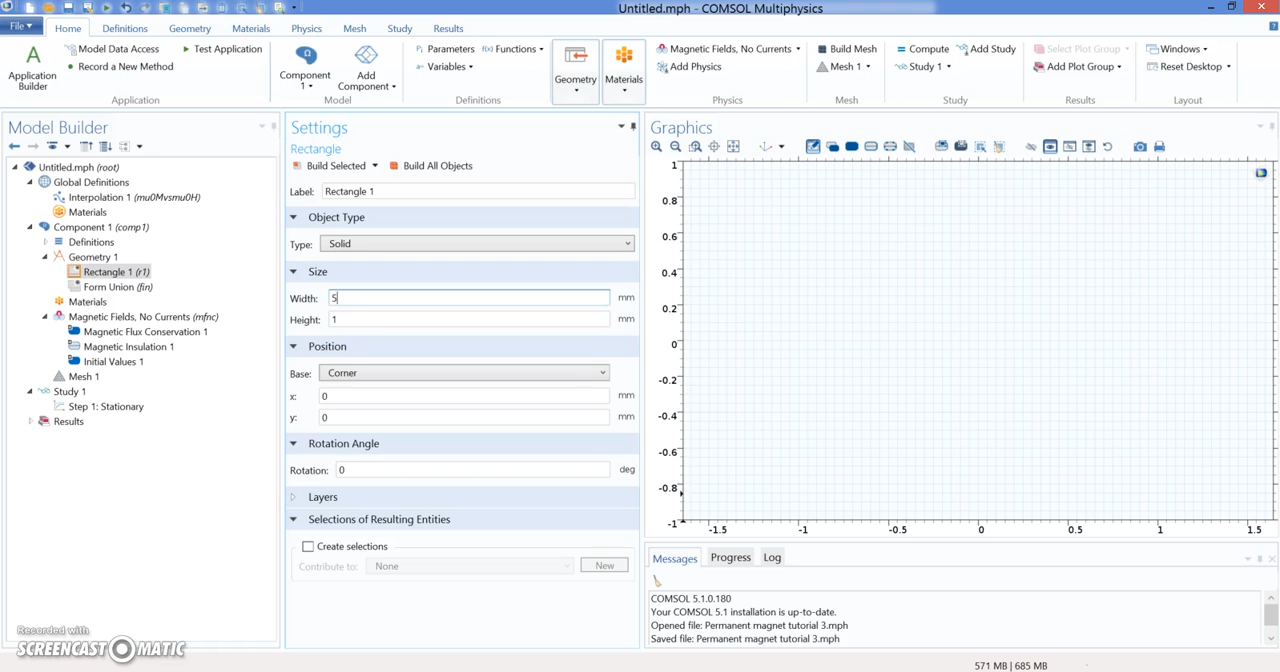 Untitled.mph - COMSOL Multiphysics
File Home Definitions Geometry Materials Physics Mesh Study Results
Application Builder
Model Data Access
Record a New Method
Test Application
Application
Component 1
Add Component
Model
Parameters
Variables
f(x) Functions
Definitions
Geometry
Materials
Magnetic Fields, No Currents
Add Physics
Physics
Build Mesh
Mesh 1
Mesh
Compute
Study 1
Add Study
Study
Select Plot Group
Add Plot Group
Results
Windows
Reset Desktop
Layout
Model Builder
Untitled.mph (root)
Global Definitions
Interpolation 1 (mu0Mvsmu0H)
Materials
Component 1 (comp1)
Definitions
Geometry 1
Rectangle 1 (r1)
Form Union (fin)
Materials
Magnetic Fields, No Currents (mfnc)
Magnetic Flux Conservation 1
Magnetic Insulation 1
Initial Values 1
Mesh 1
Study 1
Step 1: Stationary
Results
Recorded with
SCREENCAST-O-MATIC
Settings
Rectangle
Build Selected Build All Objects
Label: Rectangle 1
Object Type
Type: Solid
Size
Width: 5 mm
Height: 1 mm
Position
Base: Corner
x: 0 mm
y: 0 mm
Rotation Angle
Rotation: 0 deg
Layers
Selections of Resulting Entities
Create selections
Contribute to: None New
Graphics
1
0.8
0.6
0.4
0.2
0
-0.2
-0.4
-0.6
-0.8
-1
-1.5 -1 -0.5 0 0.5 1 1.5
Messages Progress Log
COMSOL 5.1.0.180
Your COMSOL 5.1 installation is up-to-date.
Opened file: Permanent magnet tutorial 3.mph
Saved file: Permanent magnet tutorial 3.mph
571 MB | 685 MB